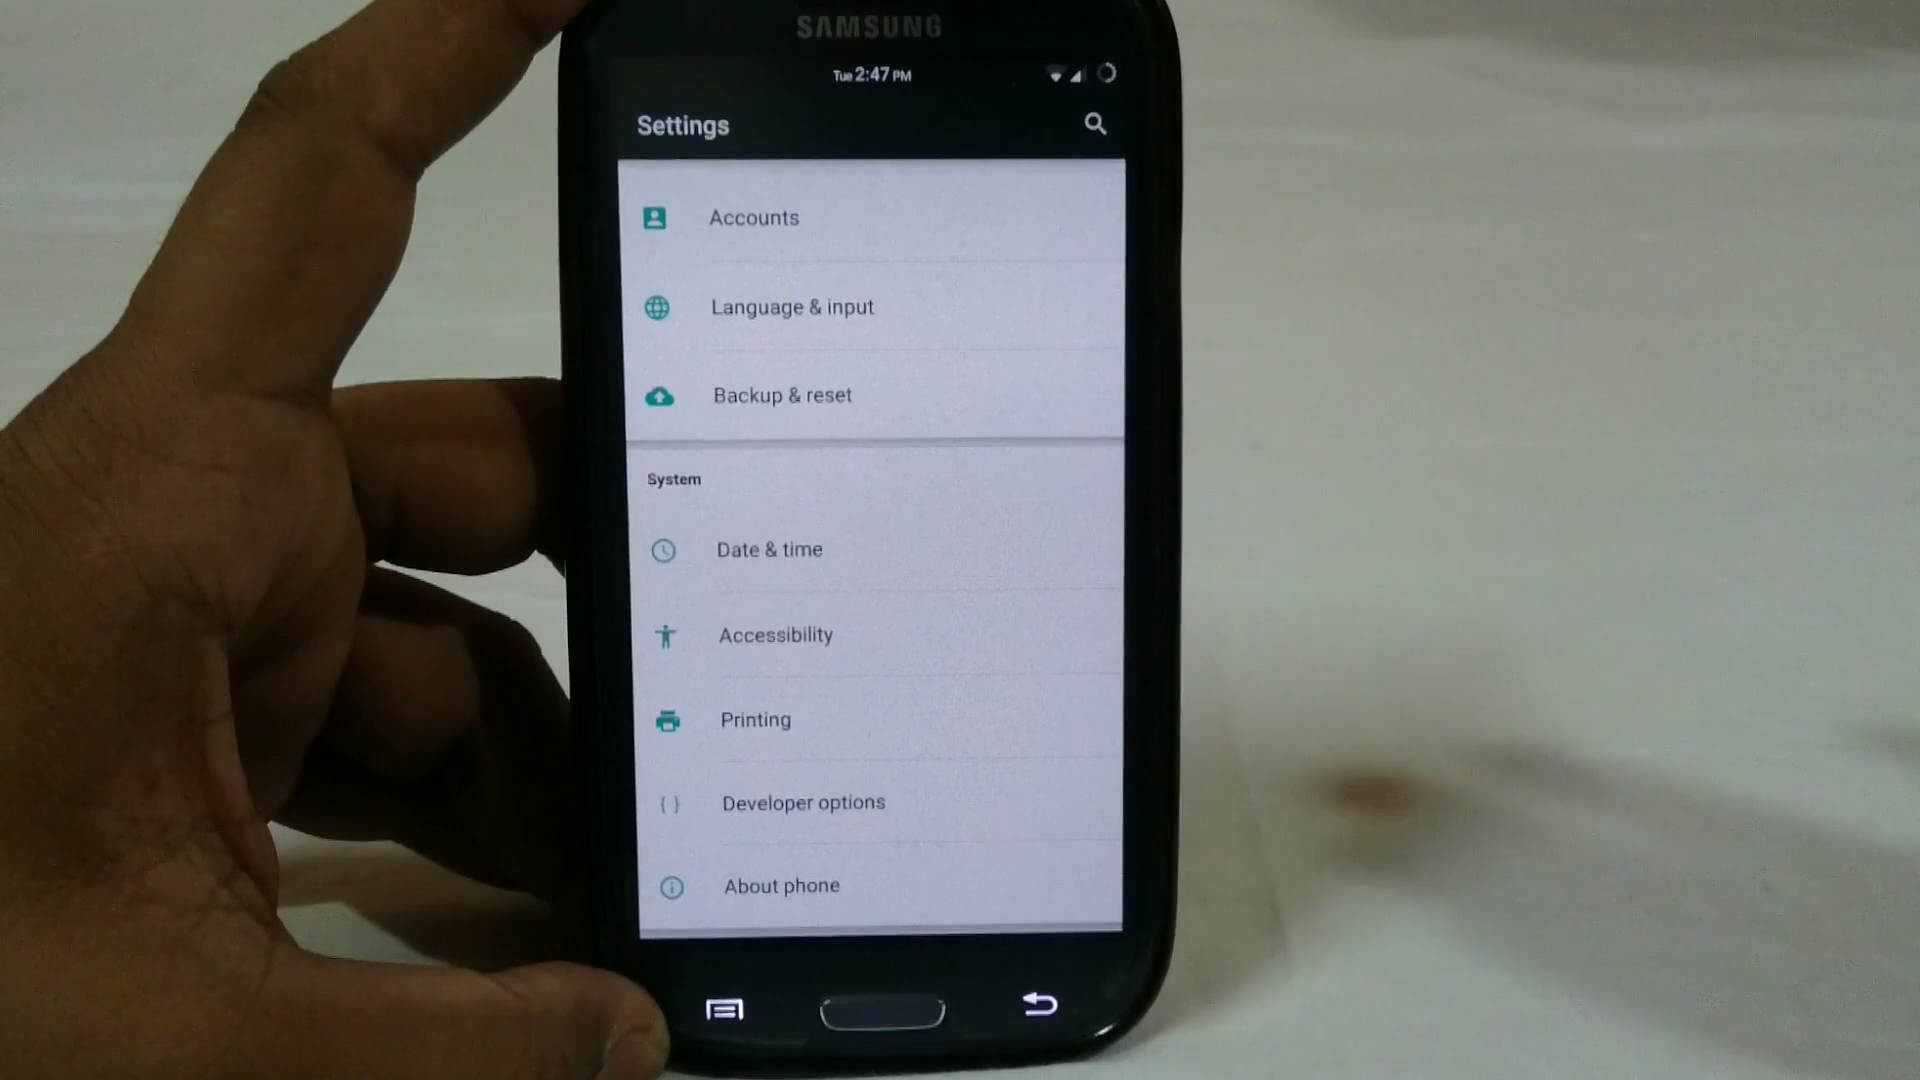 SAMSUNG
Tue 2:47 PM
Settings
Accounts
Language & input
Backup & reset
System
Date & time
Accessibility
Printing
{ } Developer options
About phone